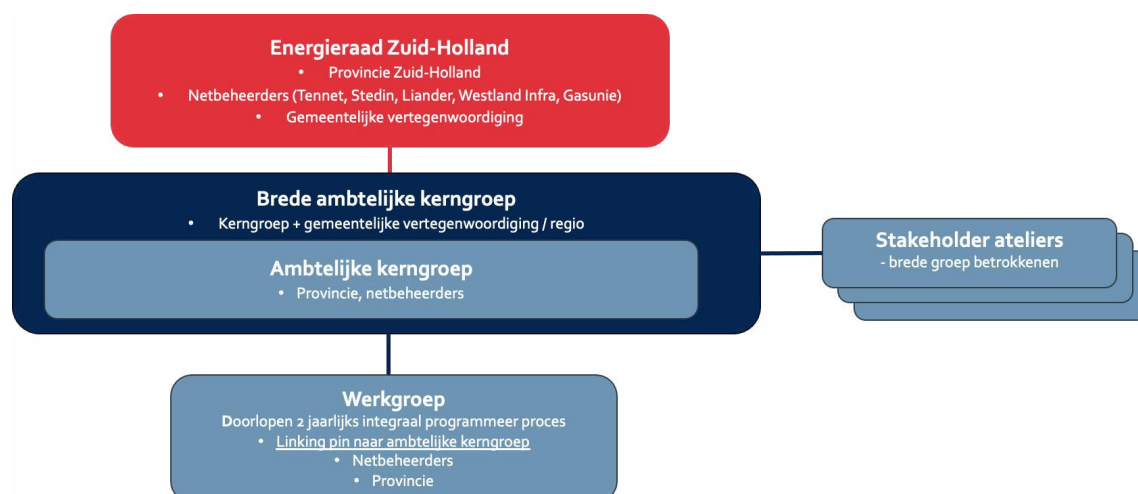 Energieraad Zuid-Holland
• Provincie Zuid-Holland
• Netbeheerders (Tennet, Stedin, Liander, Westland Infra, Gasunie)
• Gemeentelijke vertegenwoordiging
Brede ambtelijke kerngroep
• Kerngroep + gemeentelijke vertegenwoordiging / regio
Ambtelijke kerngroep
• Provincie, netbeheerders
Stakeholder ateliers
- brede groep betrokkenen
Werkgroep
Doorlopen 2 jaarlijks integraal programmeer proces
• Linking pin naar ambtelijke kerngroep
• Netbeheerders
• Provincie